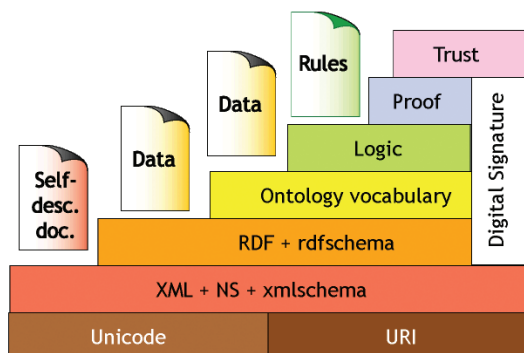 Rules
Trust
Data
Proof
Data
Logic
Self-
desc.
doc.
Ontology vocabulary
Digital Signature
RDF + rdfschema
XML + NS + xmlschema
Unicode
URI